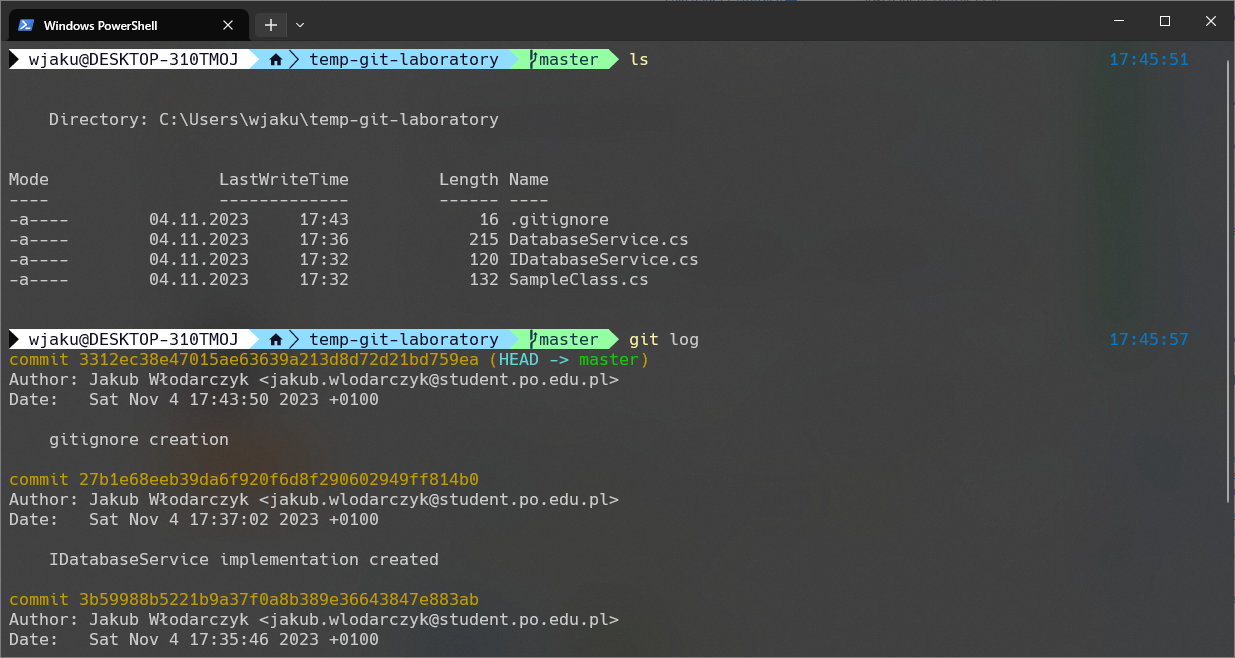 Windows PowerShell
wjaku@DESKTOP-310TMOJ temp-git-laboratory master ls 17:45:51
Directory: C:\Users\wjaku\temp-git-laboratory
Mode LastWriteTime Length Name
---- ------------- ------ ----
-a---- 04.11.2023 17:43 16 .gitignore
-a---- 04.11.2023 17:36 215 DatabaseService.cs
-a---- 04.11.2023 17:32 120 IDatabaseService.cs
-a---- 04.11.2023 17:32 132 SampleClass.cs
wjaku@DESKTOP-310TMOJ temp-git-laboratory master git log 17:45:57
commit 3312ec38e47015ae63639a213d8d72d21bd759ea (HEAD -> master)
Author: Jakub Włodarczyk <jakub.wlodarczyk@student.po.edu.pl>
Date: Sat Nov 4 17:43:50 2023 +0100
gitignore creation
commit 27b1e68eeb39da6f920f6d8f290602949ff814b0
Author: Jakub Włodarczyk <jakub.wlodarczyk@student.po.edu.pl>
Date: Sat Nov 4 17:37:02 2023 +0100
IDatabaseService implementation created
commit 3b59988b5221b9a37f0a8b389e36643847e883ab
Author: Jakub Włodarczyk <jakub.wlodarczyk@student.po.edu.pl>
Date: Sat Nov 4 17:35:46 2023 +0100